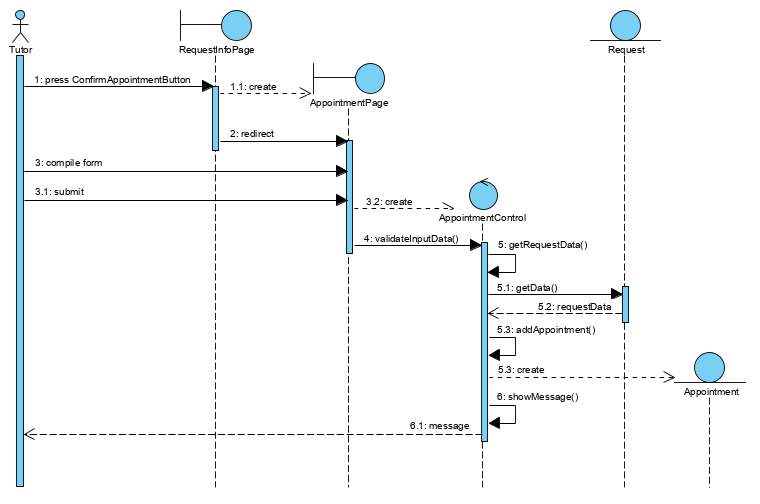 Tutor
RequestInfoPage
Request
1: press ConfirmAppointmentButton
1.1: create
AppointmentPage
2: redirect
3: compile form
3.1: submit
3.2: create
AppointmentControl
4: validateInputData()
5: getRequestData()
5.1: getData()
5.2: requestData
5.3: addAppointment()
5.3: create
Appointment
6: showMessage()
6.1: message